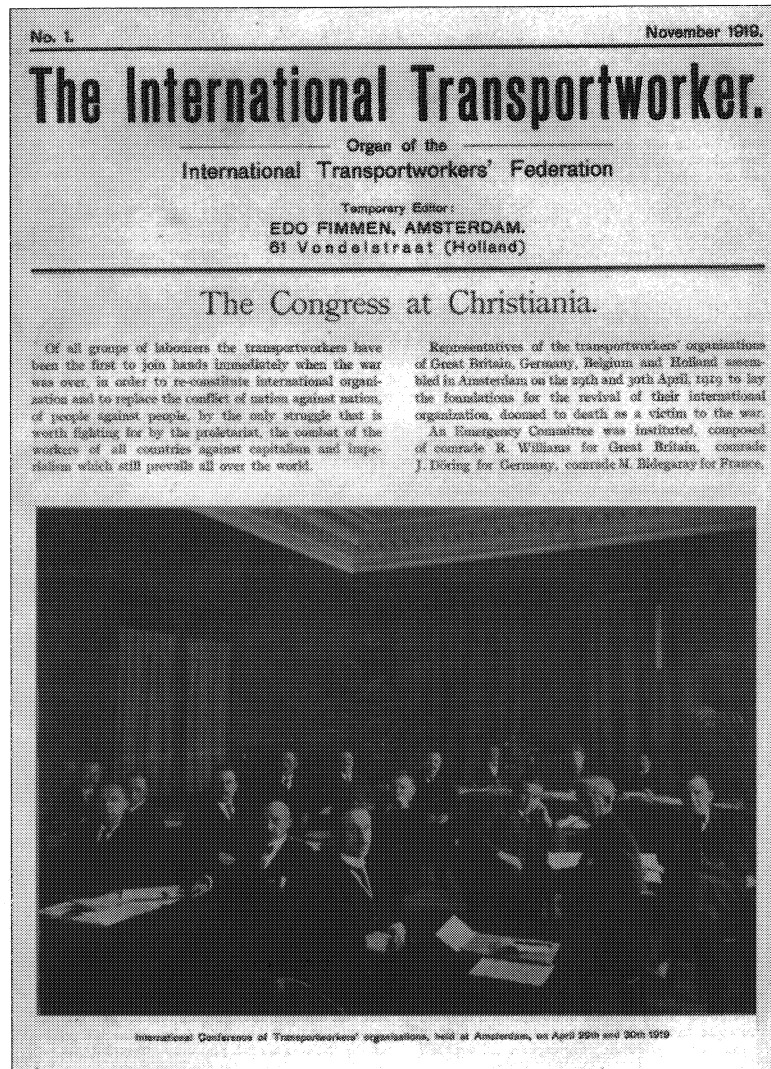 No. 1.
November 1919.
The International Transportworker.
Organ of the
International Transportworkers' Federation
Temporary Editor:
EDO FIMMEN, AMSTERDAM.
61 Vondelstraat (Holland)
The Congress at Christiania.
Of all groups of labourers the transportworkers have
been the first to join hands immediately when the war
was over, in order to re-constitute international organi-
zation and to replace the conflict of nation against nation,
of people against people, by the only struggle that is
worth fighting for by the proletariat, the combat of the
workers of all countries against capitalism and impe-
rialism which still prevails all over the world.
Representatives of the transportworkers' organisations
of Great Britain, Germany, Belgium and Holland assem-
bled in Amsterdam on the 29th and 30th April, 1919 to lay
the foundations for the revival of their international
organization, doomed to death as a victim to the war.
An Emergency Committee was instituted, composed
of comrade R. Williams for Great Britain, comrade
J. Döring for Germany, comrade M. Bidegaray for France,
International Conference of Transportworkers' organisations, held at Amsterdam, on April 29th and 30th 1919